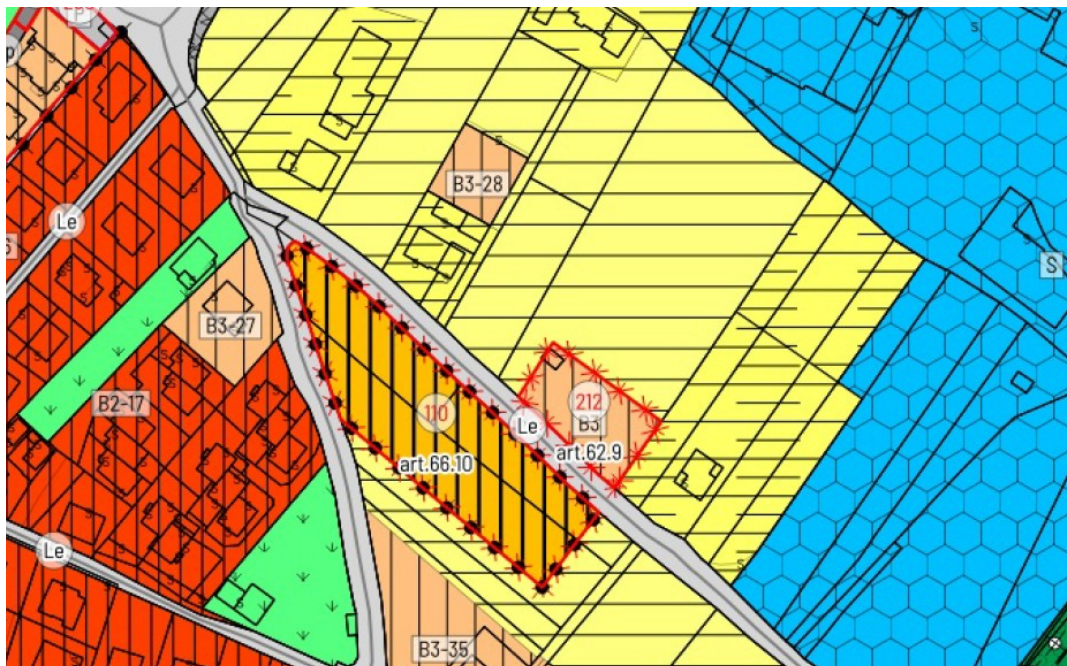 P
S
B3-28
Le
S
B3-27
212
B2-17
110
B3
Le
art.62.9
art.66.10
Le
B3-35